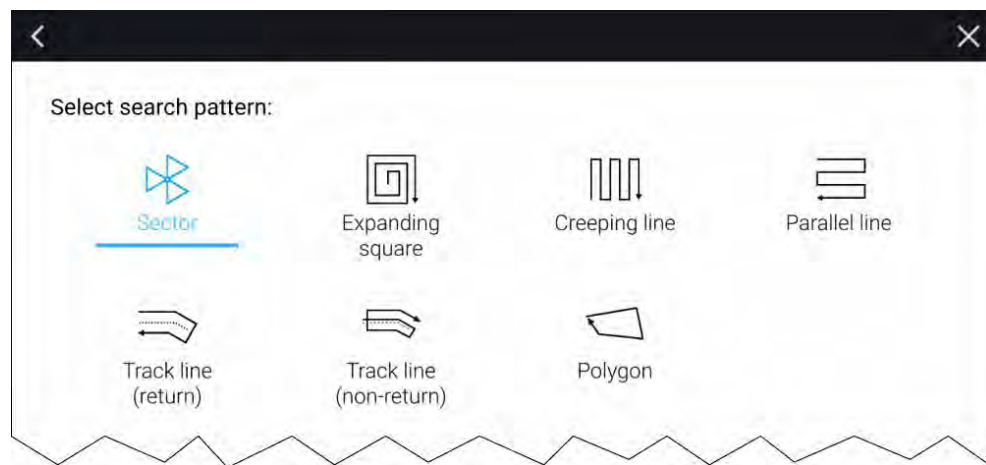 Select search pattern:
Sector
Expanding
square
Creeping line
Parallel line
Track line
(return)
Track line
(non-return)
Polygon